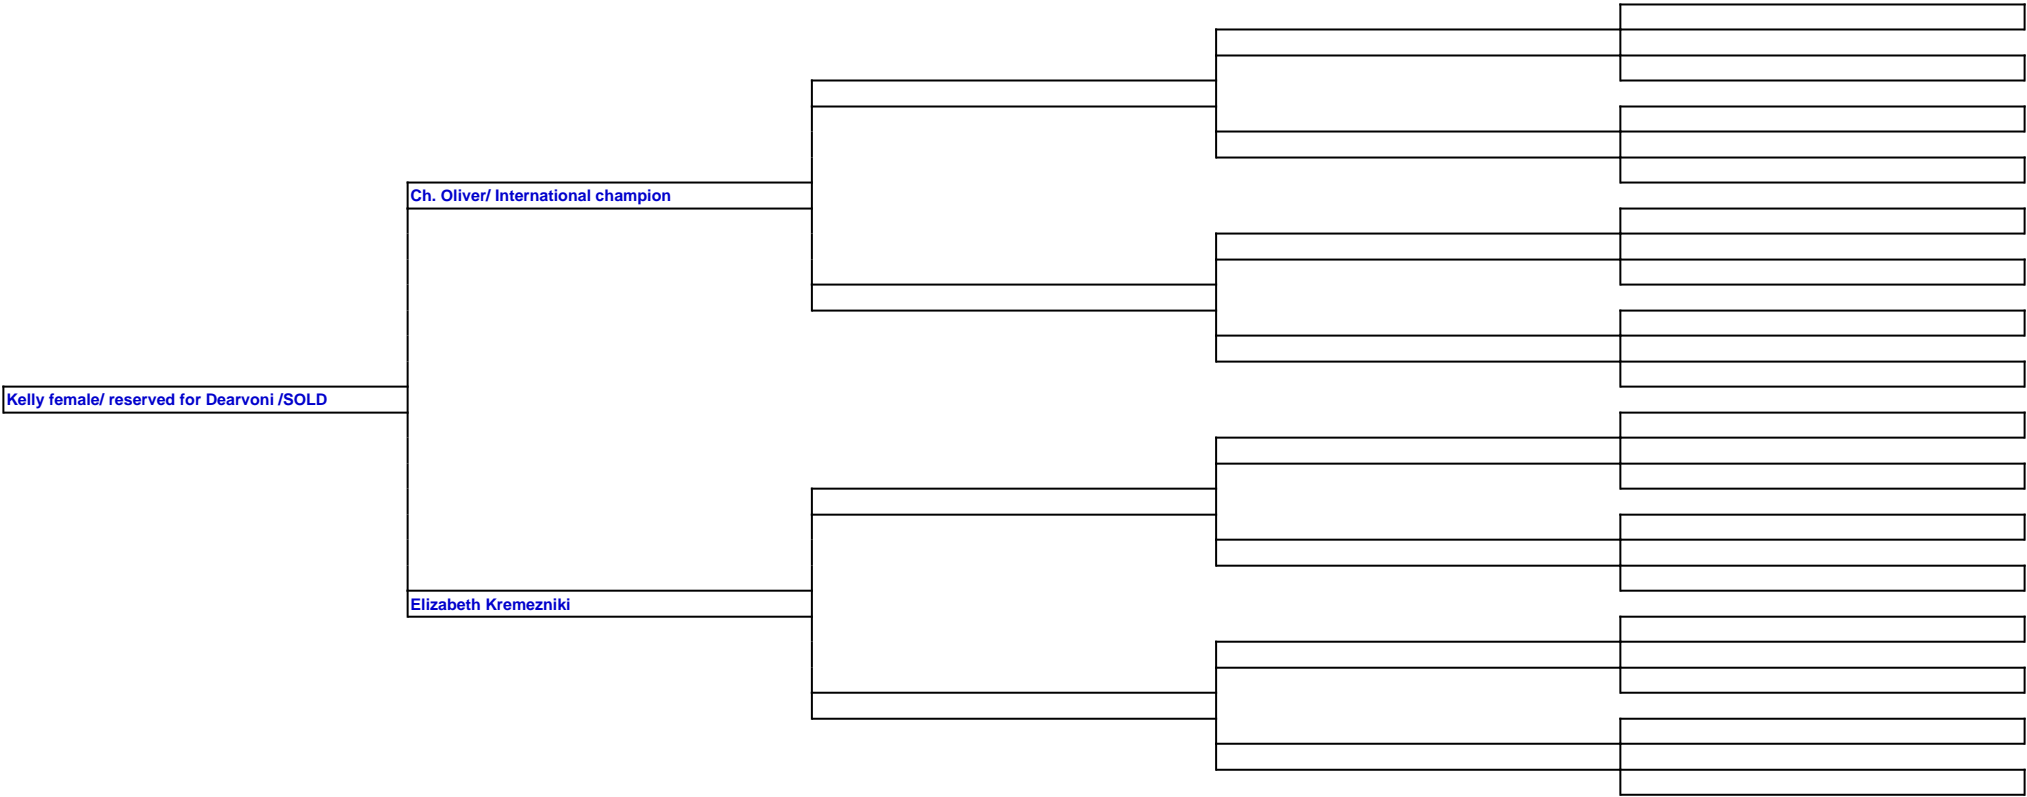 Ch. Oliver/ International champion
Kelly female/ reserved for Dearvoni /SOLD
Elizabeth Kremezniki